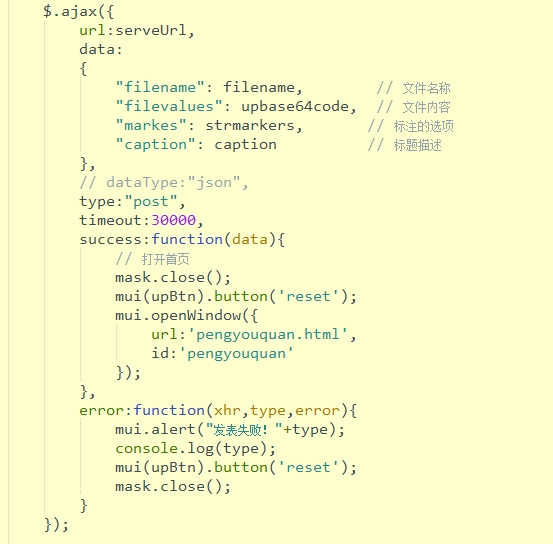 $.ajax({
    url:serveUrl,
    data:
    {
        "filename": filename,        // 文件名称
        "filevalues": upbase64code,  // 文件内容
        "markes": strmarkers,       // 标注的选项
        "caption": caption          // 标题描述
    },
    // dataType:"json",
    type:"post",
    timeout:30000,
    success:function(data){
        // 打开首页
        mask.close();
        mui(upBtn).button('reset');
        mui.openWindow({
            url:'pengyouquan.html',
            id:'pengyouquan'
        });
    },
    error:function(xhr,type,error){
        mui.alert("发表失败! "+type);
        console.log(type);
        mui(upBtn).button('reset');
        mask.close();
    }
});